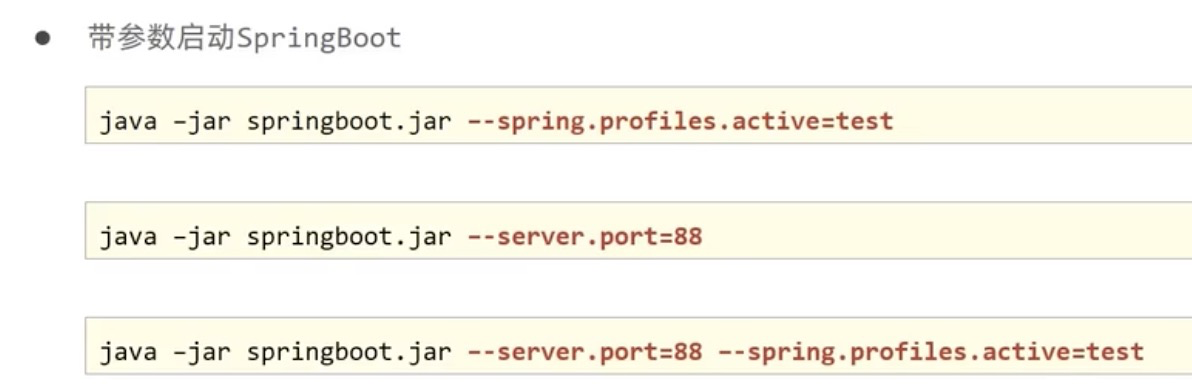 带参数启动SpringBoot
java –jar springboot.jar --spring.profiles.active=test
java –jar springboot.jar --server.port=88
java –jar springboot.jar --server.port=88 --spring.profiles.active=test